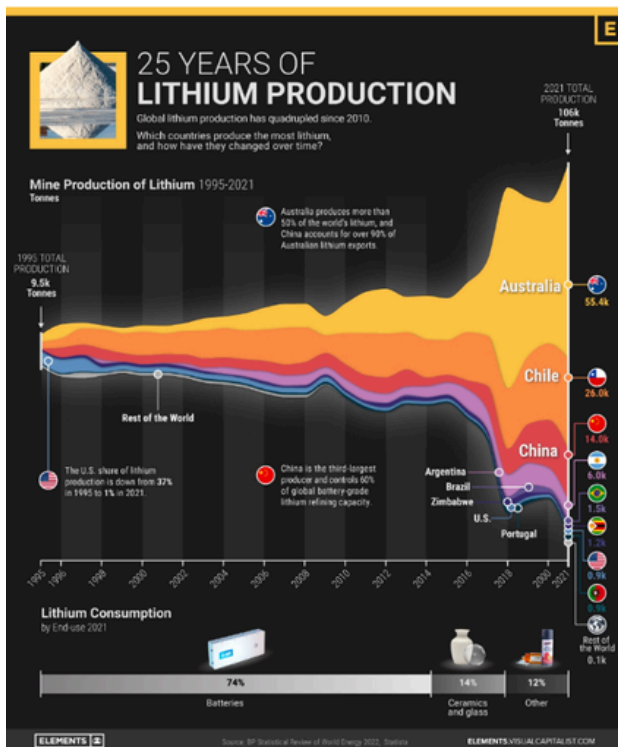 E
25 YEARS OF
LITHIUM PRODUCTION
Global lithium production has quadrupled since 2010.
Which countries produce the most lithium,
and how have they changed over time?
2021 TOTAL
PRODUCTION
106k
Tonnes
Mine Production of Lithium 1995-2021
Tonnes
Australia produces more than
50% of the world's lithium, and
China accounts for over 90% of
Australian lithium exports.
1995 TOTAL
PRODUCTION
9.5k
Tonnes
Australia
55.4k
Chile
26.0k
China
14.0k
Rest of the World
The U.S. share of lithium
production is down from 37%
in 1995 to 1% in 2021.
China is the third-largest
producer and controls 60%
of global battery-grade
lithium refining capacity.
Argentina
Brazil
Zimbabwe
U.S.
Portugal
6.0k
1.5k
1.2k
0.9k
0.9k
Rest of
the World
0.1k
1995
1996
1998
2000
2002
2004
2006
2008
2010
2012
2014
2016
2018
2000
2021
Lithium Consumption
by End-use 2021
74%
14%
12%
Batteries
Ceramics
and glass
Other
ELEMENTS
Source: BP Statistical Review of World Energy 2022, Statista
ELEMENTS.VISUALCAPITALIST.COM